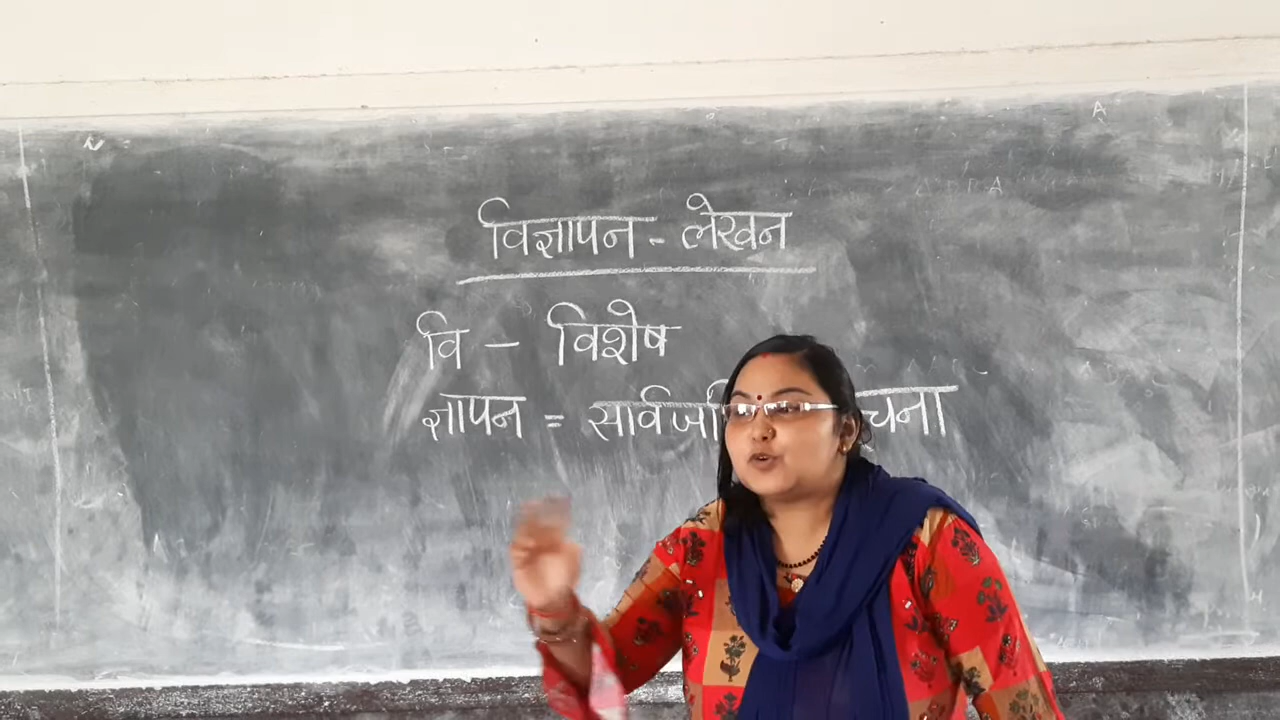 विज्ञापन - लेखन
वि - विशेष
ज्ञापन =